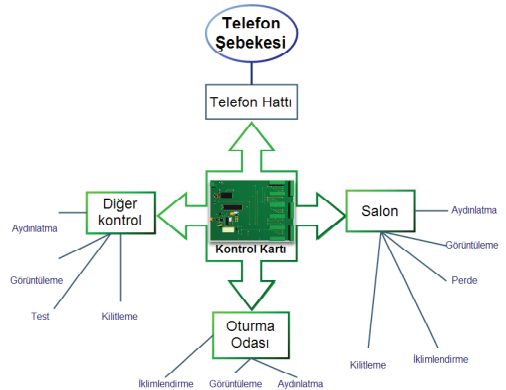 Telefon
Şebekesi
Telefon Hattı
Diğer
kontrol
Kontrol Kartı
Salon
Aydınlatma
Aydınlatma
Görüntüleme
Görüntüleme
Perde
Test
Kilitleme
Oturma
Odası
Kilitleme
İklimlendirme
İklimlendirme
Görüntüleme
Aydınlatma